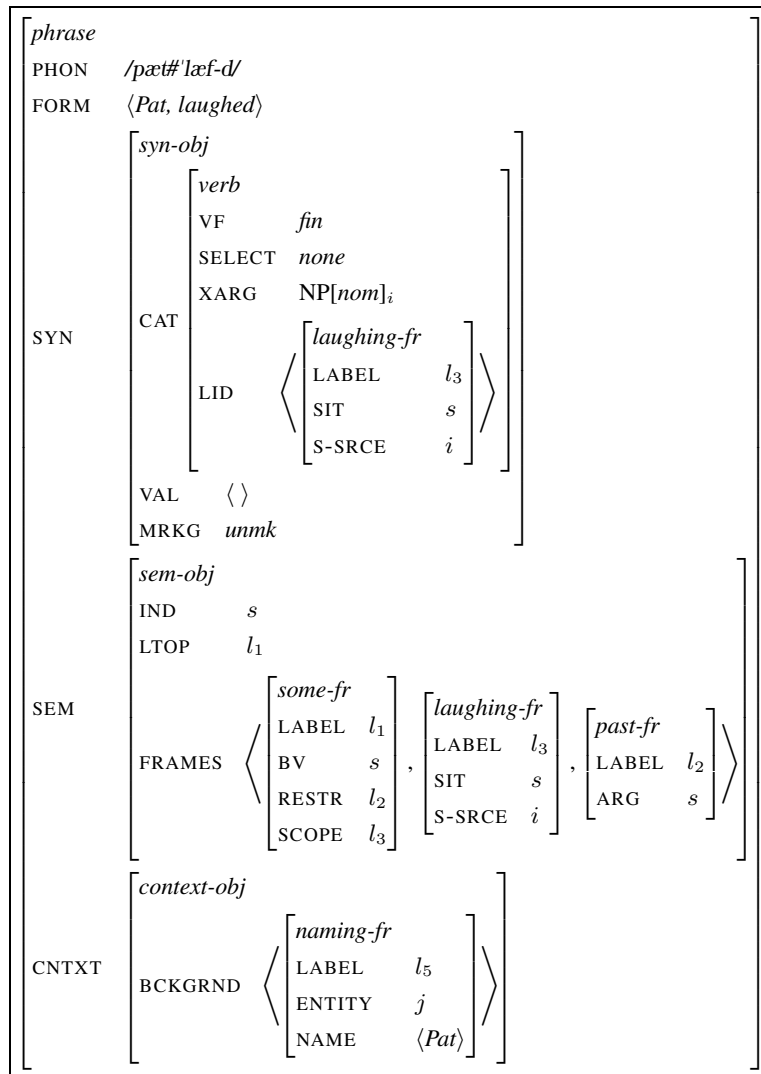 phrase
PHON /pæt#ˈlæf-d/
FORM ⟨Pat, laughed⟩
syn-obj
verb
VF fin
SELECT none
XARG NP[nom]i
CAT
SYN
laughing-fr
LABEL l3
LID
SIT s
S-SRCE i
VAL ⟨ ⟩
MRKG unmk
sem-obj
IND s
LTOP l1
SEM
some-fr
LABEL l1
FRAMES
BV s
RESTR l2
SCOPE l3
,
laughing-fr
LABEL l3
SIT s
S-SRCE i
,
past-fr
LABEL l2
ARG s
context-obj
CNTXT
naming-fr
LABEL l5
BCKGRND
ENTITY j
NAME ⟨Pat⟩